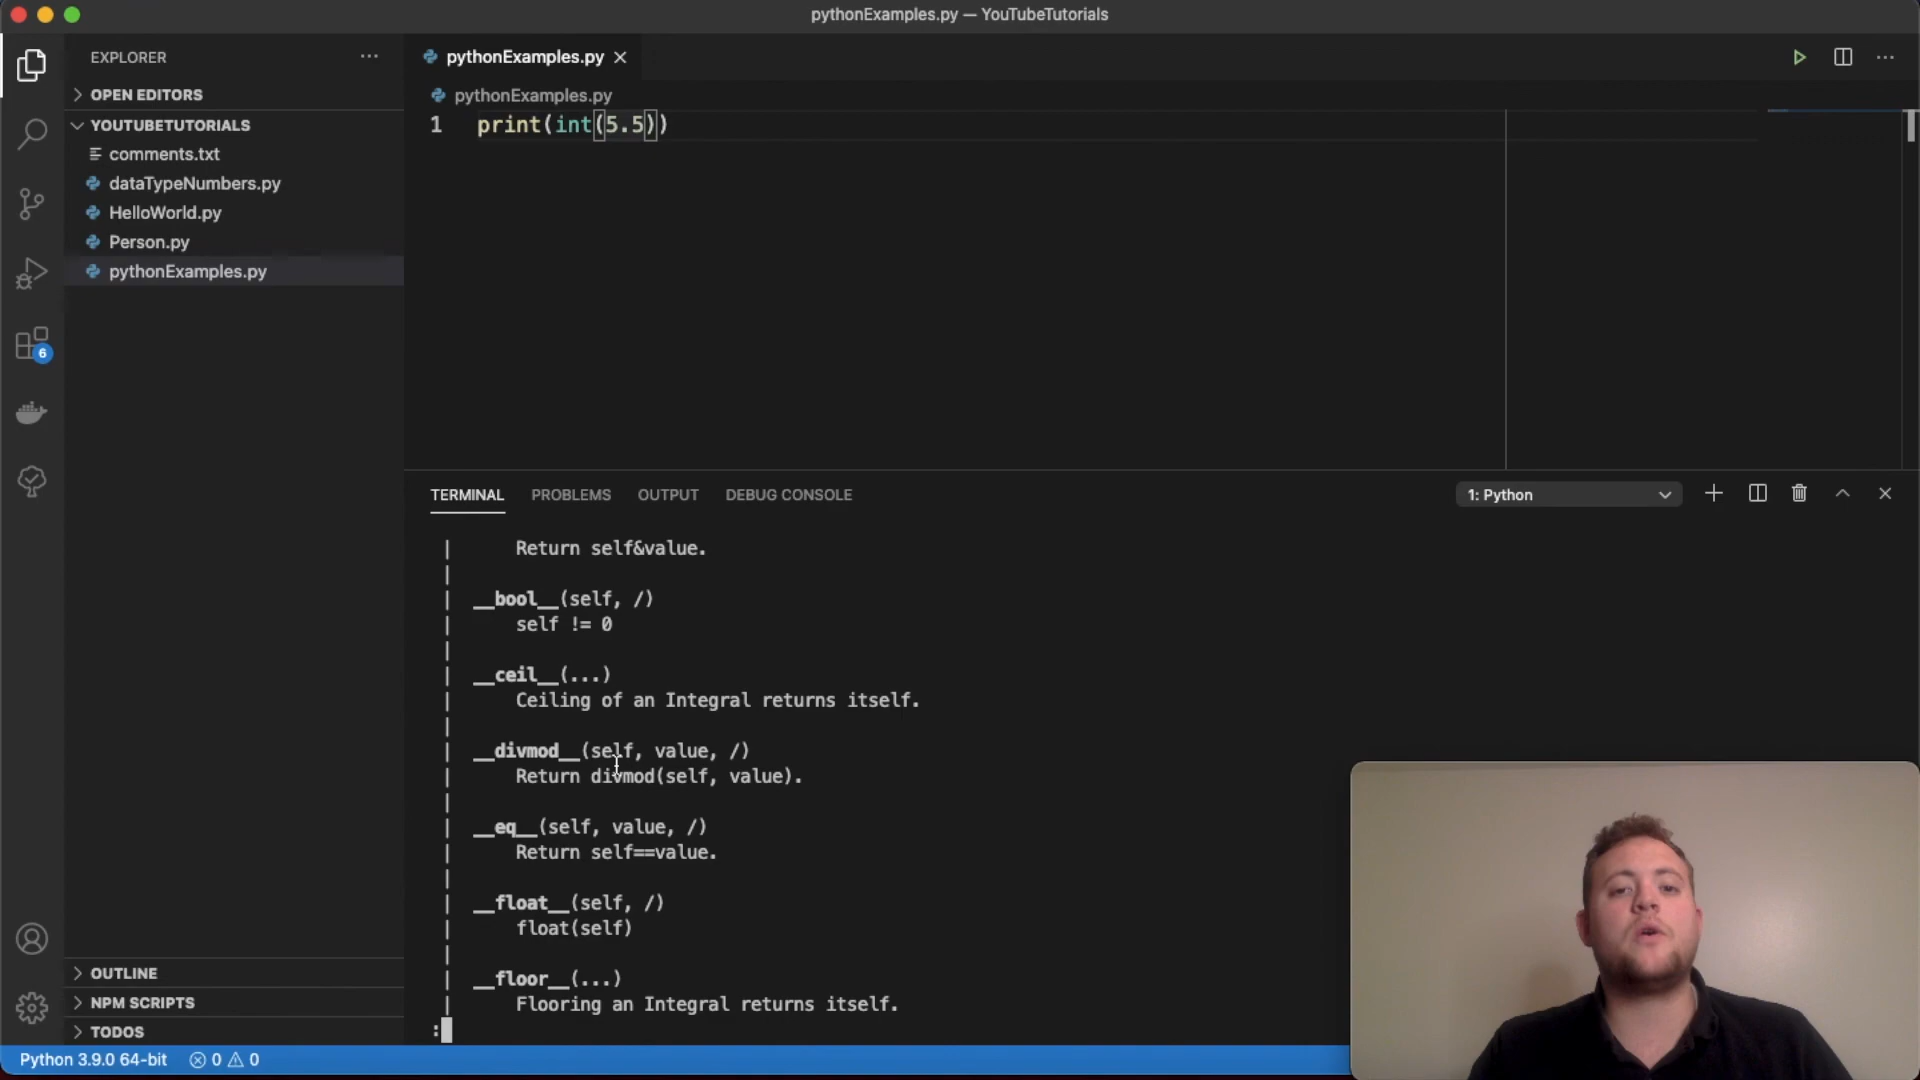 pythonExamples.py — YouTubeTutorials
EXPLORER
OPEN EDITORS
YOUTUBETUTORIALS
comments.txt
dataTypeNumbers.py
HelloWorld.py
Person.py
pythonExamples.py
6
OUTLINE
NPM SCRIPTS
TODOS
pythonExamples.py
pythonExamples.py
1 print(int(5.5))
TERMINAL PROBLEMS OUTPUT DEBUG CONSOLE 1: Python
|      Return self&value.
|
|  __bool__(self, /)
|      self != 0
|
|  __ceil__(...)
|      Ceiling of an Integral returns itself.
|
|  __divmod__(self, value, /)
|      Return divmod(self, value).
|
|  __eq__(self, value, /)
|      Return self==value.
|
|  __float__(self, /)
|      float(self)
|
|  __floor__(...)
|      Flooring an Integral returns itself.
:
Python 3.9.0 64-bit 0 0